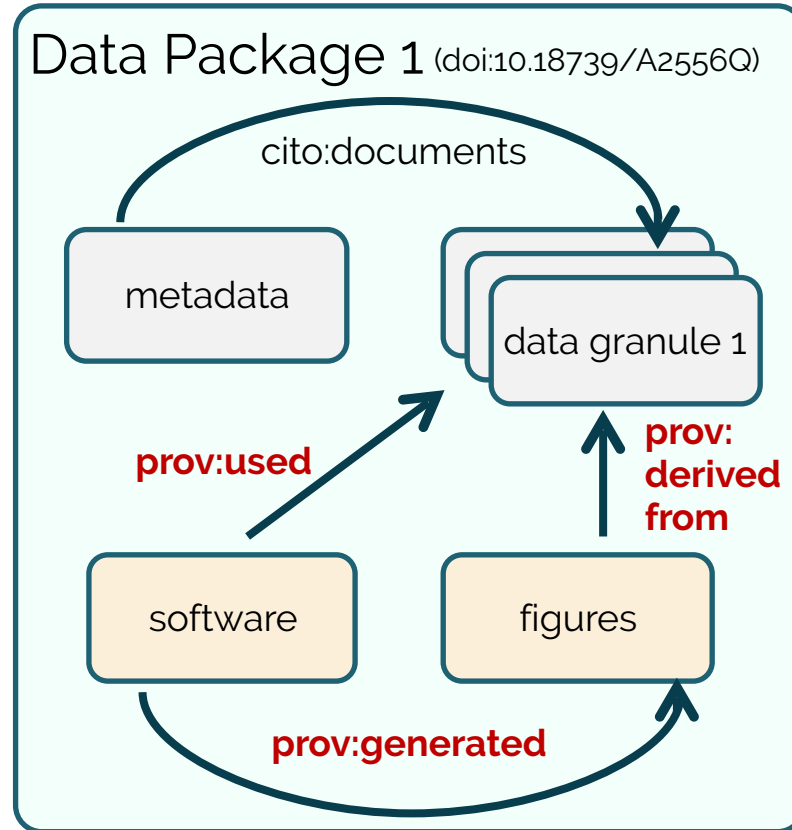 Data Package 1 (doi:10.18739/A2556Q)
cito:documents
metadata
data granule 1
prov:used
prov:
derived
from
software
figures
prov:generated